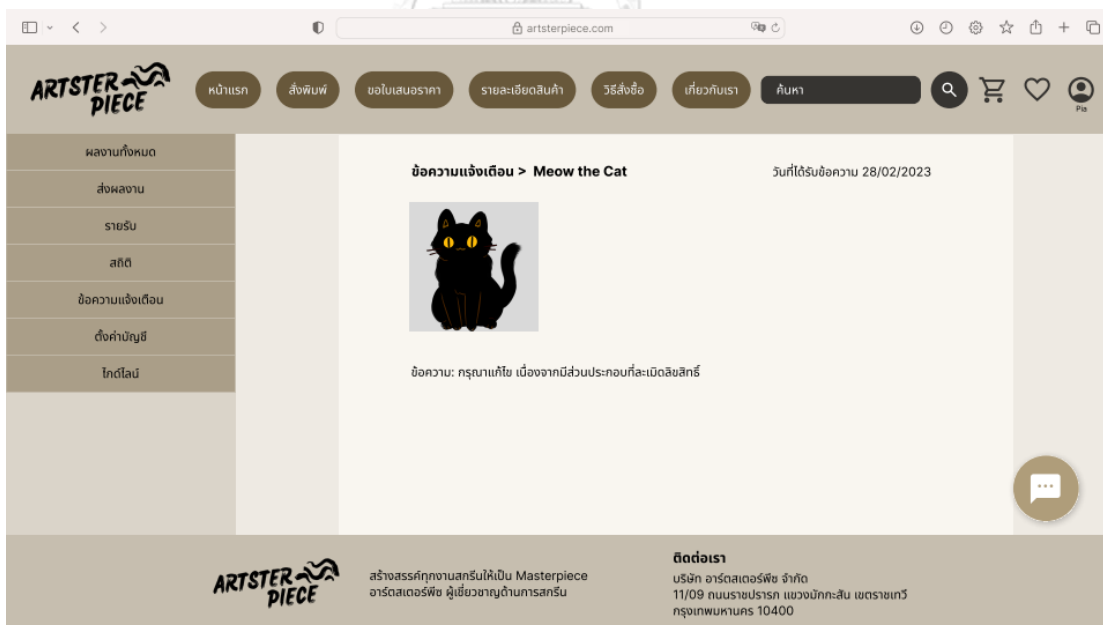 artsterpiece.com
ARTSTER PIECE
หน้าแรก
สั่งพิมพ์
ขอใบเสนอราคา
รายละเอียดสินค้า
วิธีสั่งซื้อ
เกี่ยวกับเรา
ค้นหา
Pia
ผลงานทั้งหมด
ส่งผลงาน
รายรับ
สถิติ
ข้อความแจ้งเตือน
ตั้งค่าบัญชี
ไกด์ไลน์
ข้อความแจ้งเตือน > Meow the Cat
วันที่ได้รับข้อความ 28/02/2023
ข้อความ: กรุณาแก้ไข เนื่องจากมีส่วนประกอบที่ละเมิดลิขสิทธิ์
ARTSTER PIECE
สร้างสรรค์ทุกงานสกรีนให้เป็น Masterpiece
อาร์ตสเตอร์พีซ ผู้เชี่ยวชาญด้านการสกรีน
ติดต่อเรา
บริษัท อาร์ตสเตอร์พีซ จำกัด
11/09 ถนนราชปรารภ แขวงมักกะสัน เขตราชเทวี
กรุงเทพมหานคร 10400